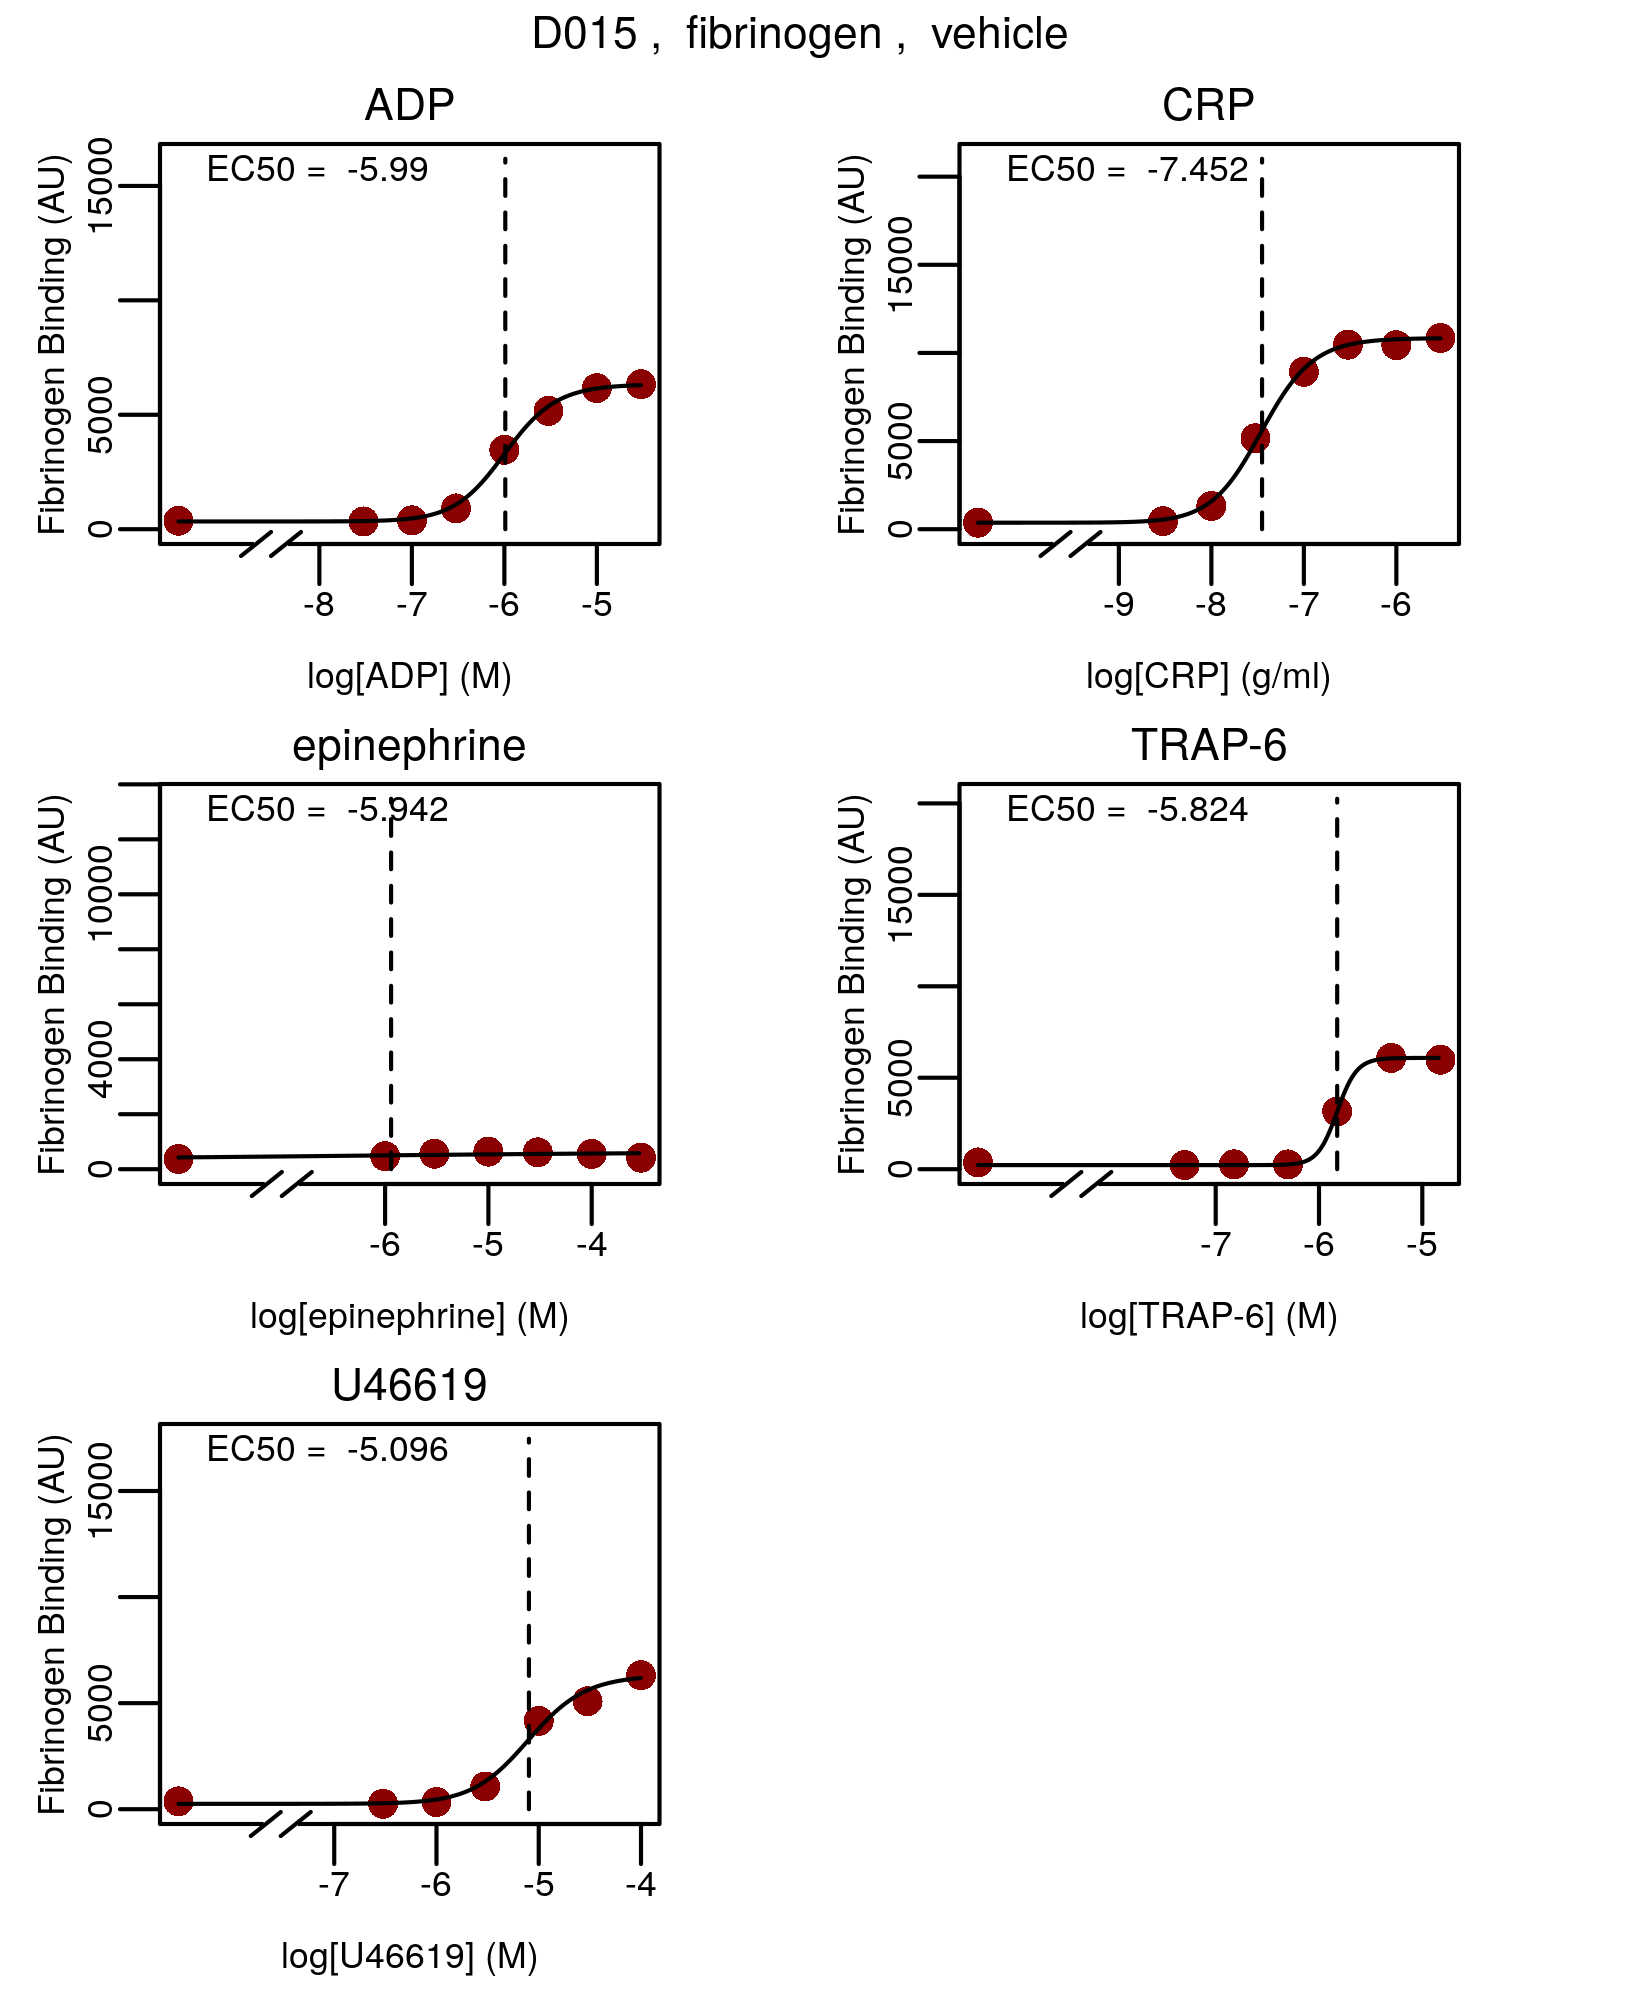 D015 ,  fibrinogen ,  vehicle
ADP
EC50 =  -5.99
Fibrinogen Binding (AU)
0
5000
15000
-8
-7
-6
-5
log[ADP] (M)
CRP
EC50 =  -7.452
Fibrinogen Binding (AU)
0
5000
15000
-9
-8
-7
-6
log[CRP] (g/ml)
epinephrine
EC50 =  -5.942
Fibrinogen Binding (AU)
0
4000
10000
-6
-5
-4
log[epinephrine] (M)
TRAP-6
EC50 =  -5.824
Fibrinogen Binding (AU)
0
5000
15000
-7
-6
-5
log[TRAP-6] (M)
U46619
EC50 =  -5.096
Fibrinogen Binding (AU)
0
5000
15000
-7
-6
-5
-4
log[U46619] (M)